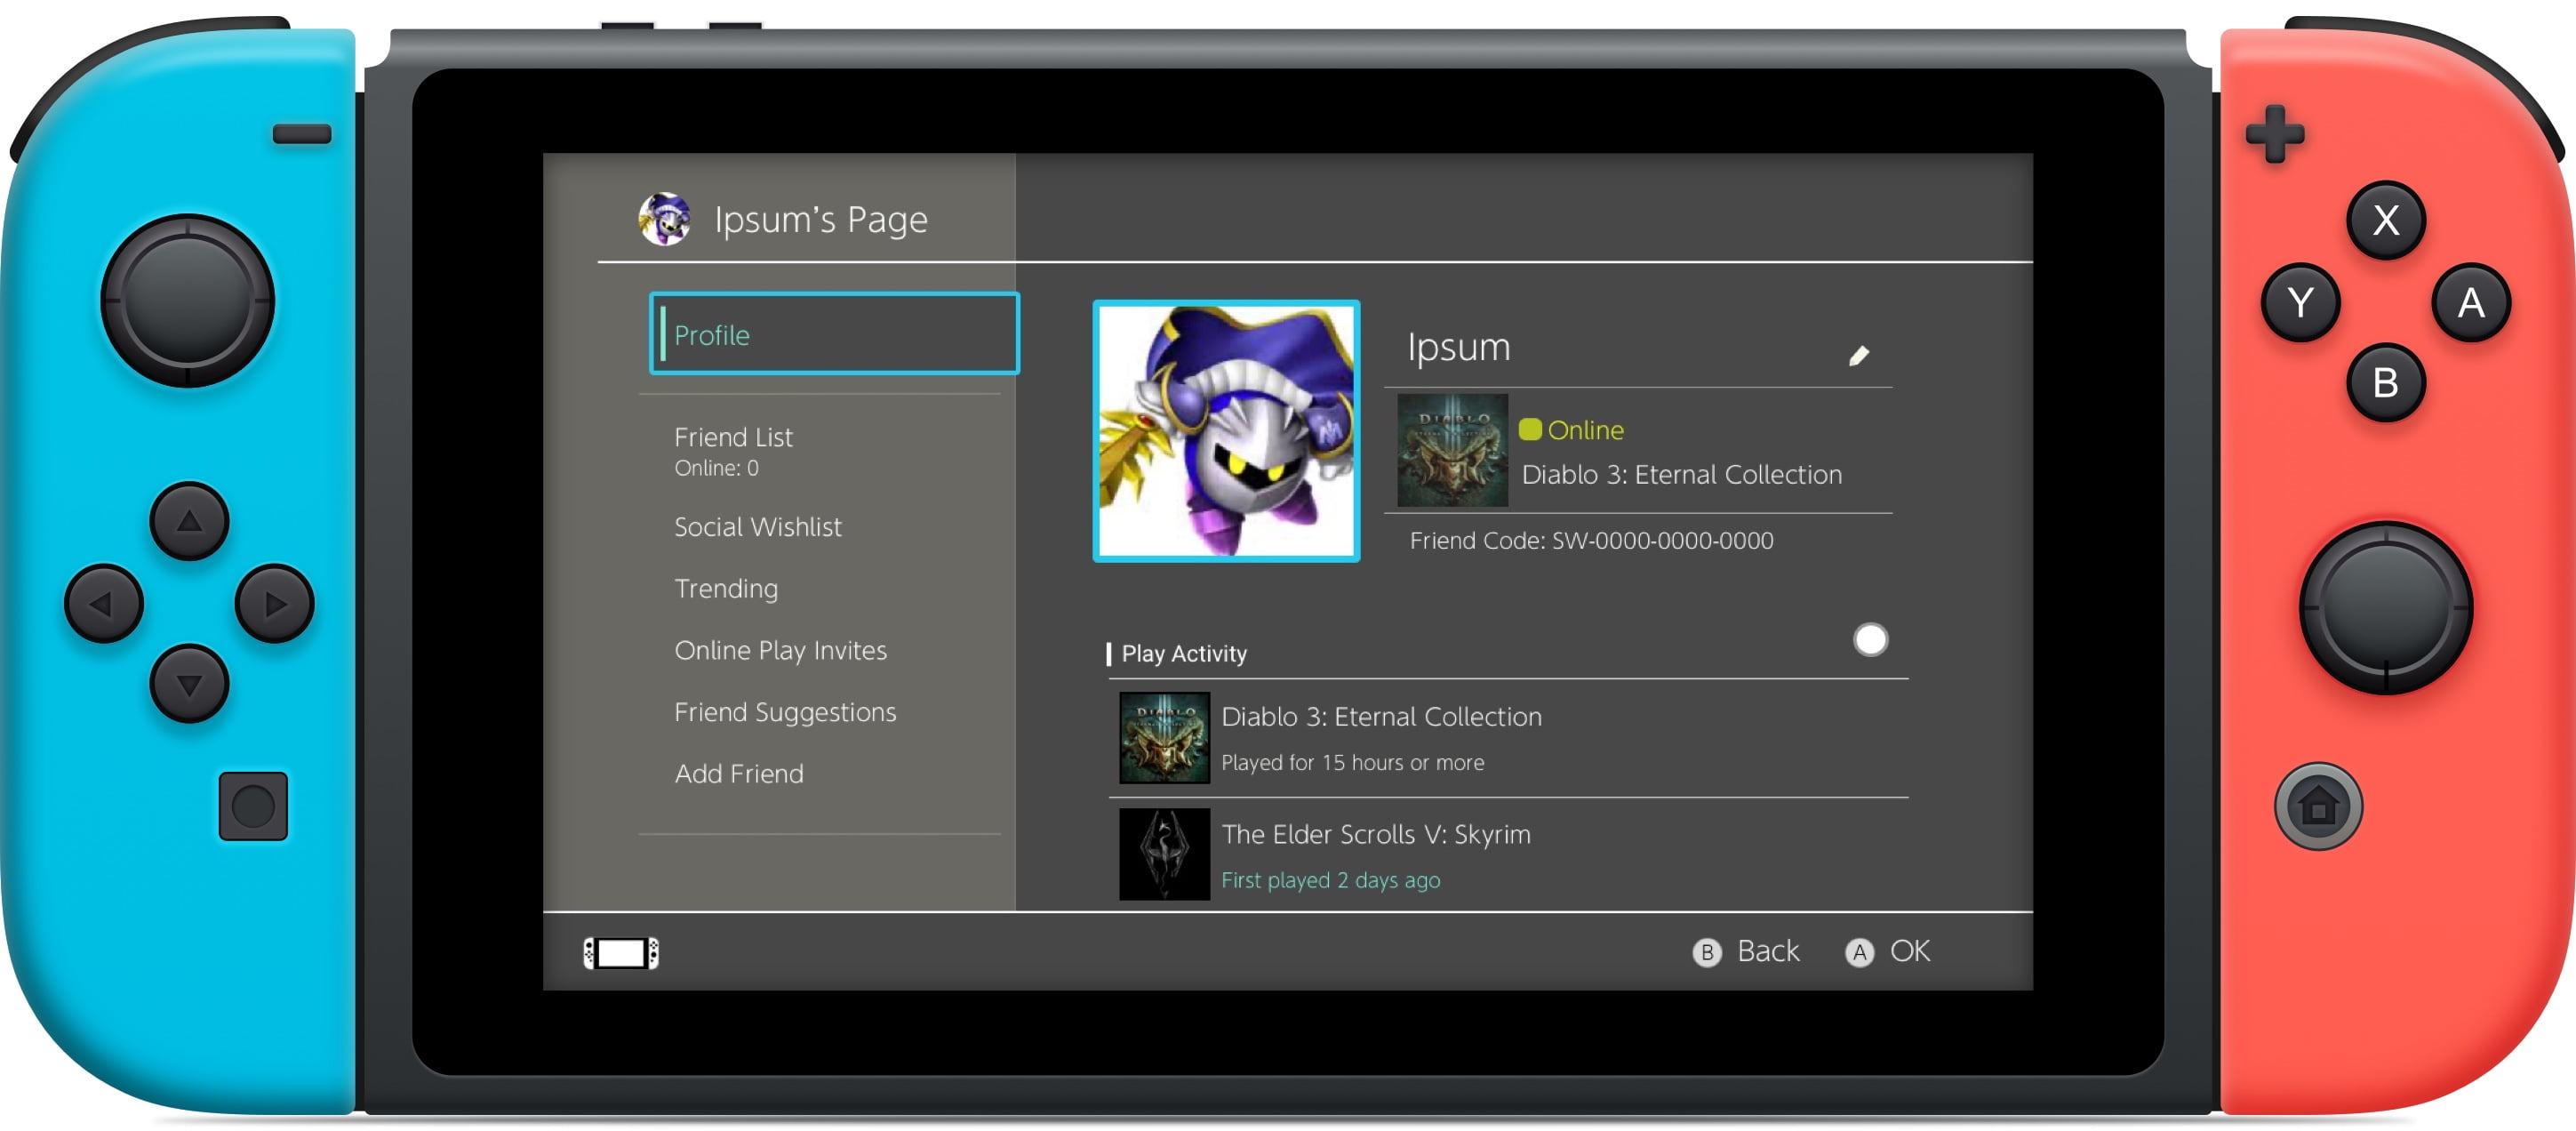 Ipsum's Page
Profile
Friend List
Online: 0
Social Wishlist
Trending
Online Play Invites
Friend Suggestions
Add Friend
Ipsum
DIABLO
Online
Diablo 3: Eternal Collection
Friend Code: SW-0000-0000-0000
Play Activity
DIABLO
Diablo 3: Eternal Collection
Played for 15 hours or more
The Elder Scrolls V: Skyrim
First played 2 days ago
B Back A OK
X
Y
A
B